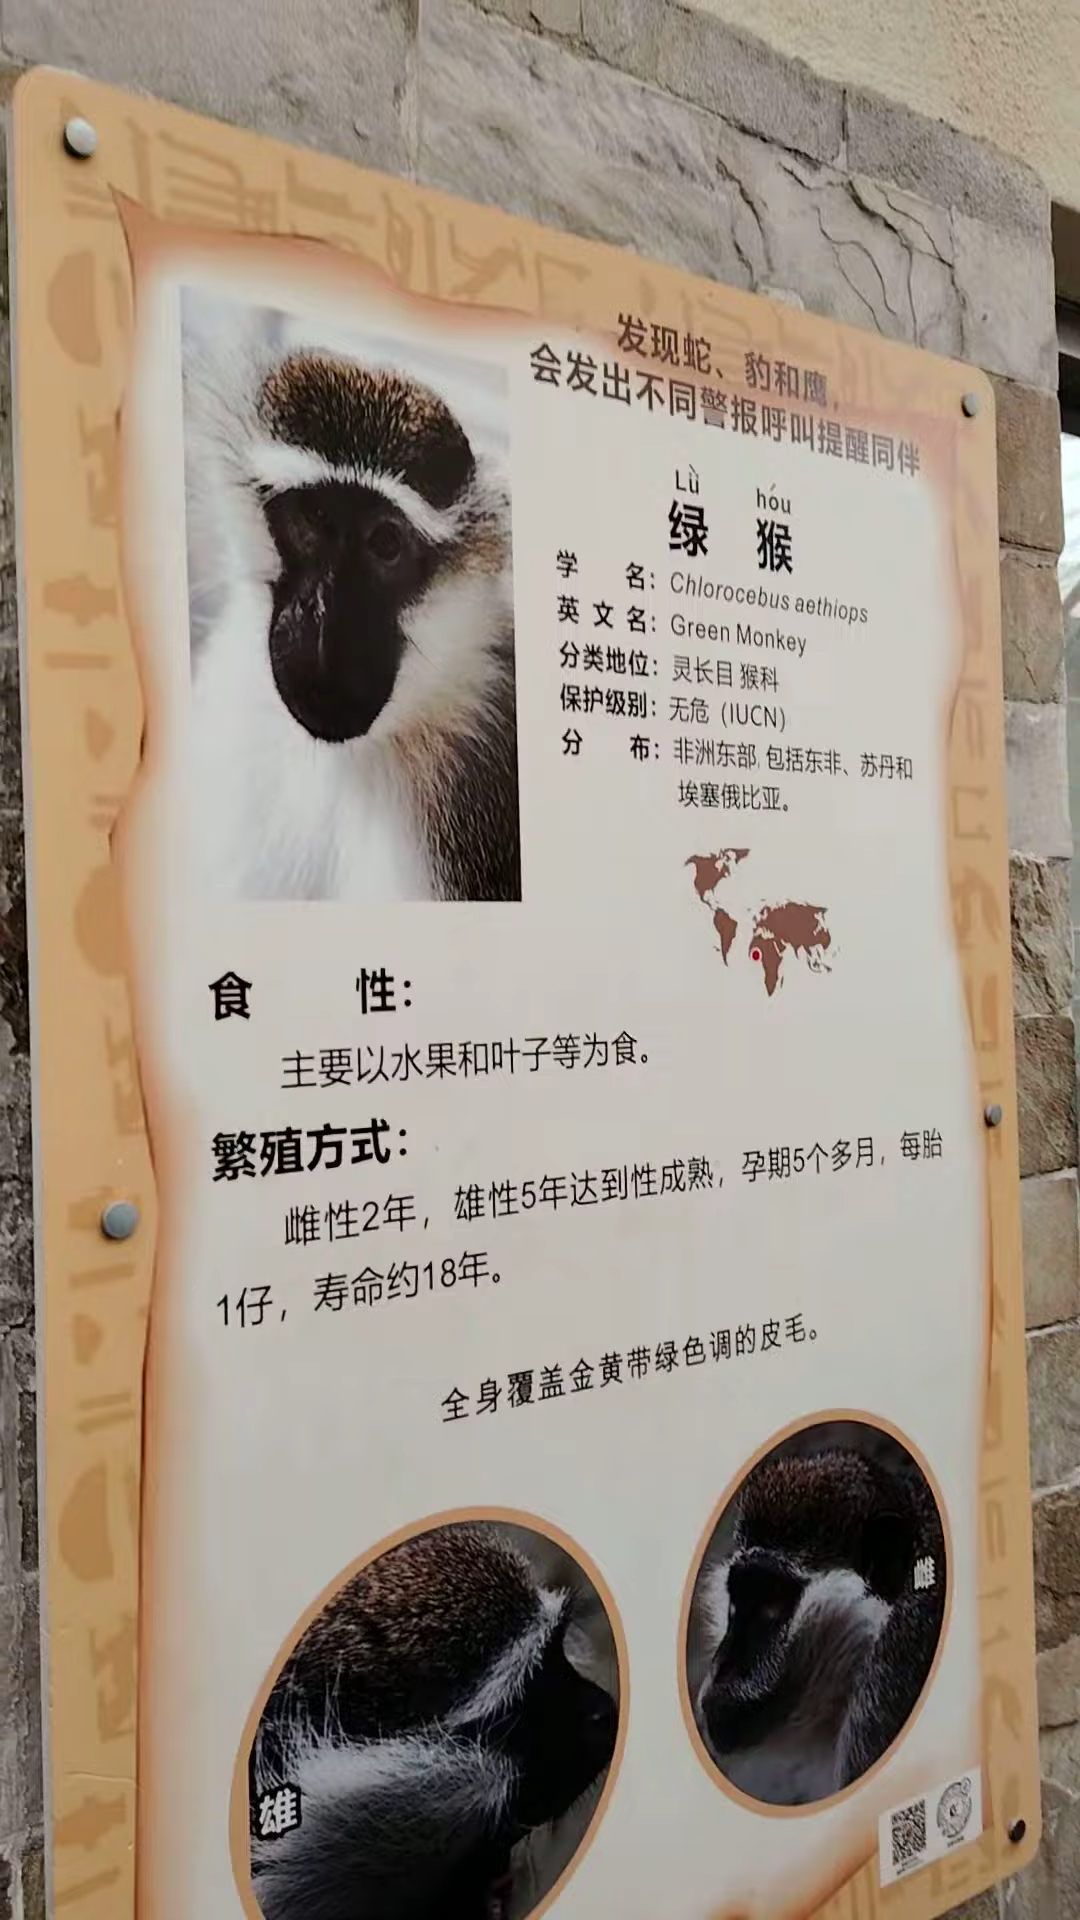 发现蛇、豹和鹰，
会发出不同警报呼叫提醒同伴
Lǜ hóu
绿 猴
学 名：Chlorocebus aethiops
英 文 名：Green Monkey
分类地位：灵长目 猴科
保护级别：无危（IUCN）
分 布：非洲东部, 包括东非、苏丹和
埃塞俄比亚。
食 性：
主要以水果和叶子等为食。
繁殖方式：
雌性2年，雄性5年达到性成熟，孕期5个多月，每胎
1仔，寿命约18年。
全身覆盖金黄带绿色调的皮毛。
雄